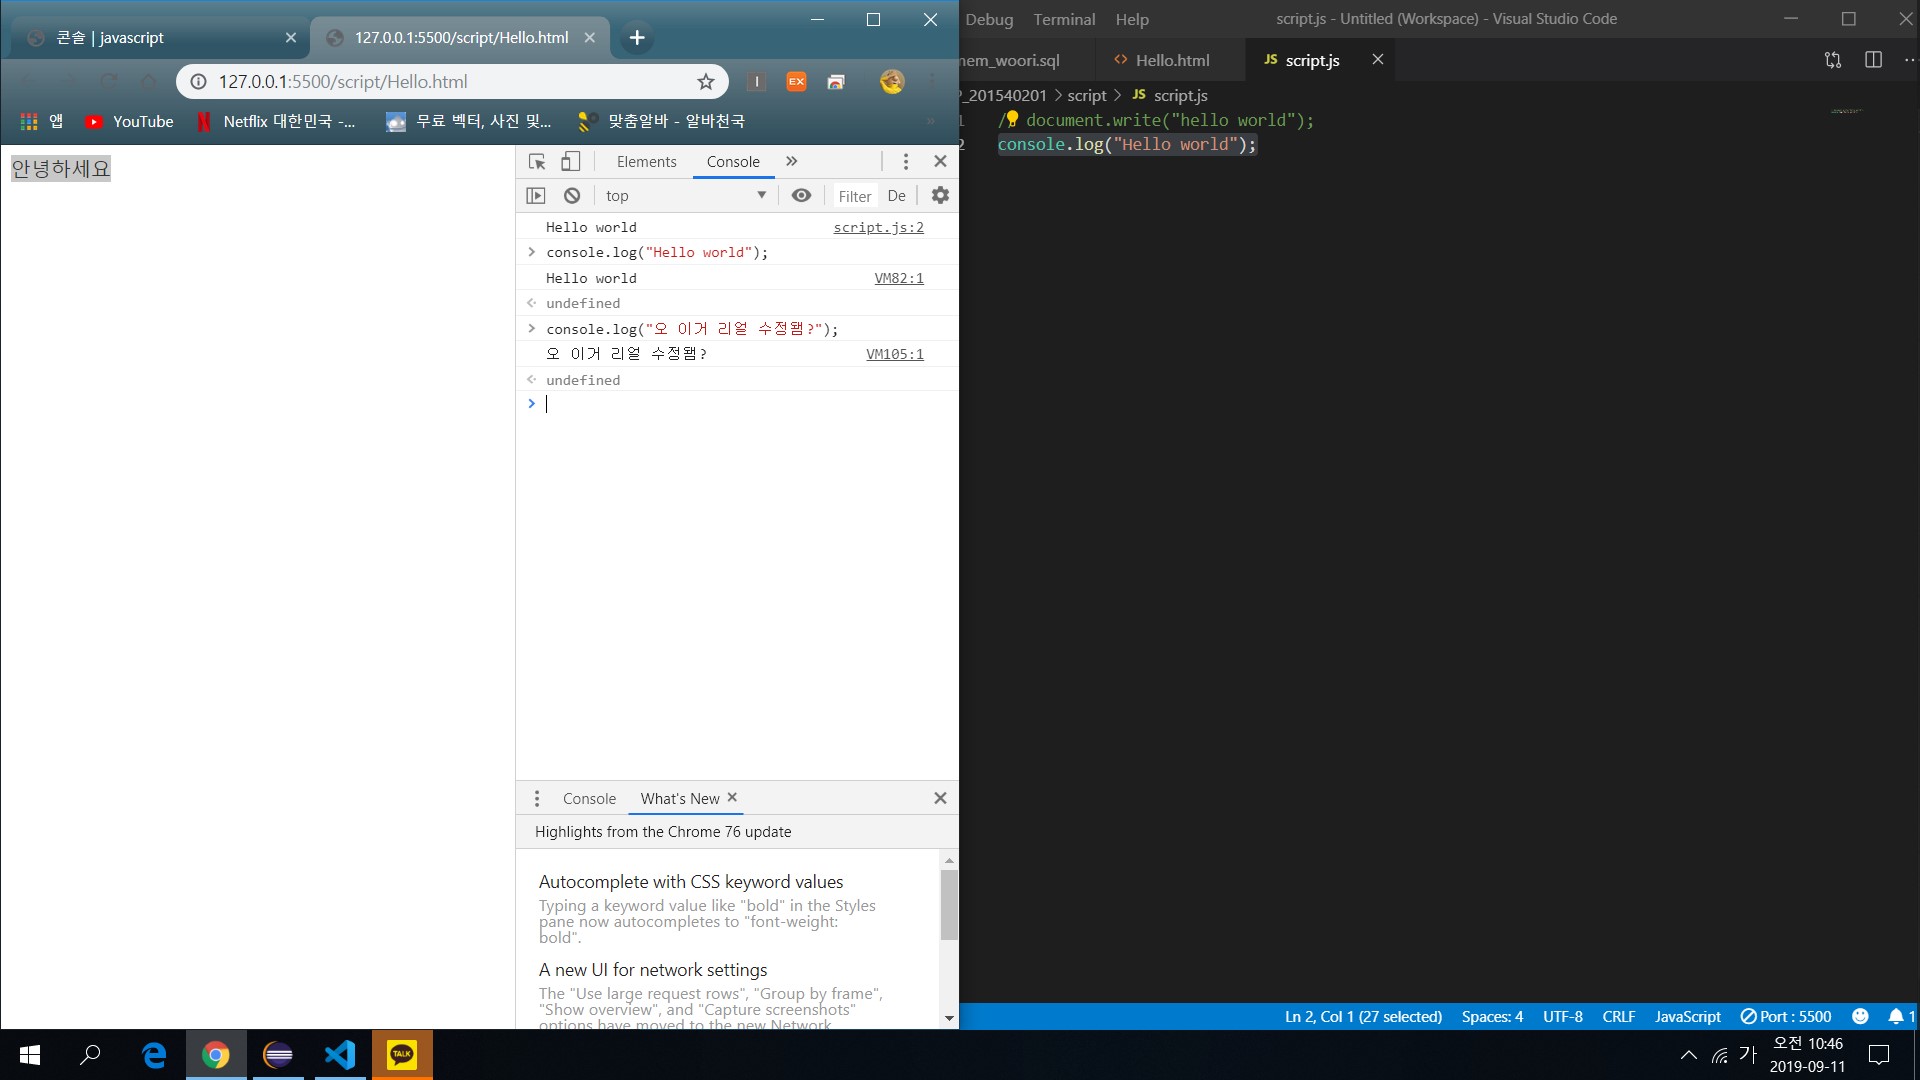 콘솔 | javascript
127.0.0.1:5500/script/Hello.html
127.0.0.1:5500/script/Hello.html
EX
앱
YouTube
Netflix 대한민국 -...
무료 벡터, 사진 및...
맞춤알바 - 알바천국
안녕하세요
Elements
Console
top
Filter
De
Hello world
script.js:2
console.log("Hello world");
Hello world
VM82:1
undefined
console.log("오 이거 리얼 수정됌?");
오 이거 리얼 수정됌?
VM105:1
undefined
Console
What's New
Highlights from the Chrome 76 update
Autocomplete with CSS keyword values
Typing a keyword value like "bold" in the Styles
pane now autocompletes to "font-weight:
bold".
A new UI for network settings
The "Use large request rows", "Group by frame",
"Show overview", and "Capture screenshots"
options have moved to the new Network
Debug
Terminal
Help
script.js - Untitled (Workspace) - Visual Studio Code
mem_woori.sql
Hello.html
JS script.js
P_201540201 > script > JS script.js
1 / document.write("hello world");
2 console.log("Hello world");
Ln 2, Col 1 (27 selected)
Spaces: 4
UTF-8
CRLF
JavaScript
Port : 5500
1
TALK
가
오전 10:46
2019-09-11